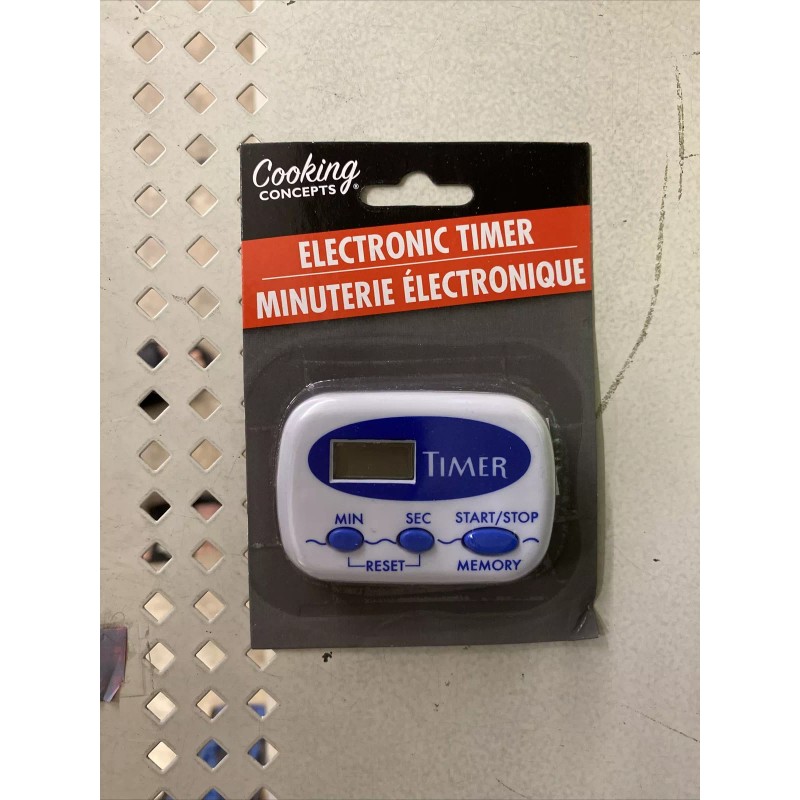 Cooking
CONCEPTS®
ELECTRONIC TIMER
MINUTERIE ÉLECTRONIQUE
TIMER
MIN SEC START/STOP
RESET MEMORY